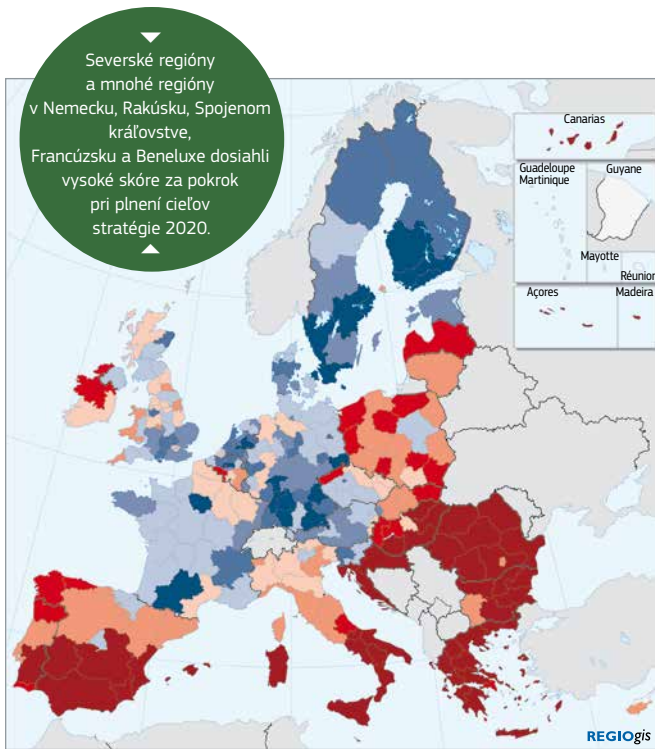 Severské regióny
a mnohé regióny
v Nemecku, Rakúsku, Spojenom
kráľovstve,
Francúzsku a Beneluxe dosiahli
vysoké skóre za pokrok
pri plnení cieľov
stratégie 2020.
Canarias
Guadeloupe
Martinique
Guyane
Mayotte
Réunion
Açores
Madeira
REGIOgis